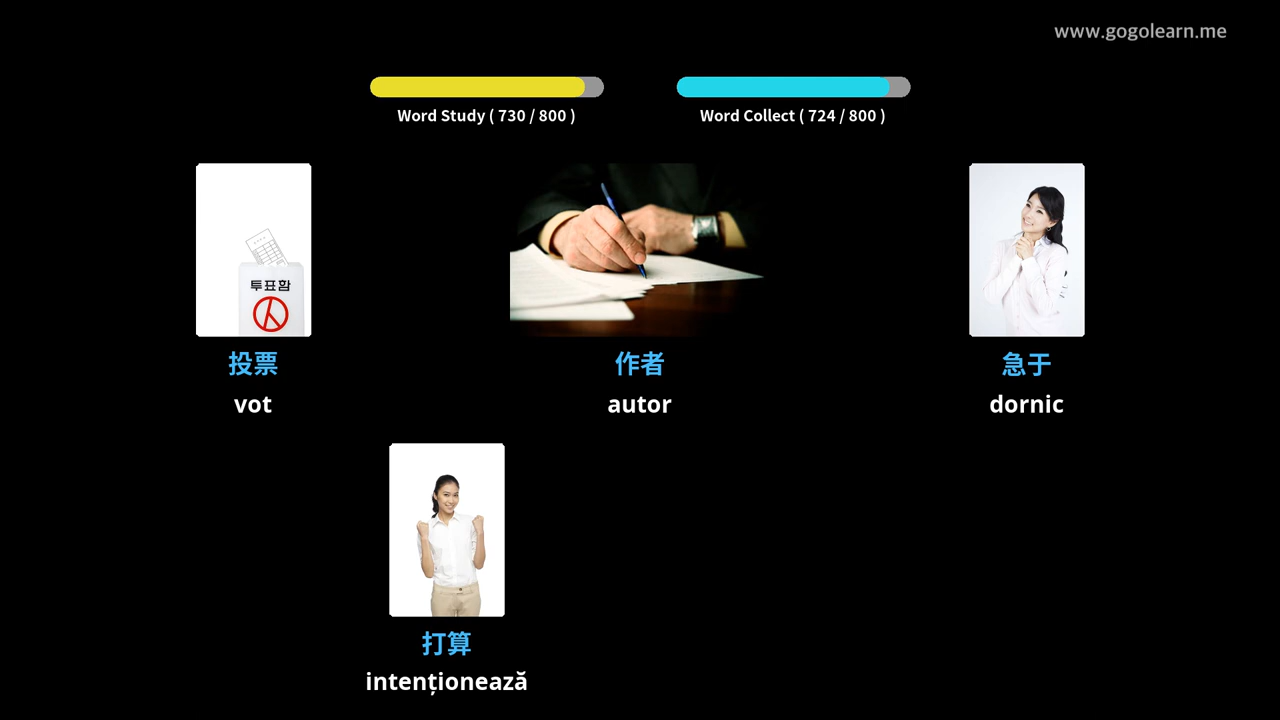 www.gogolearn.me
Word Study ( 730 / 800 )
Word Collect ( 724 / 800 )
투표함
投票
vot
作者
autor
急于
dornic
打算
intenționează